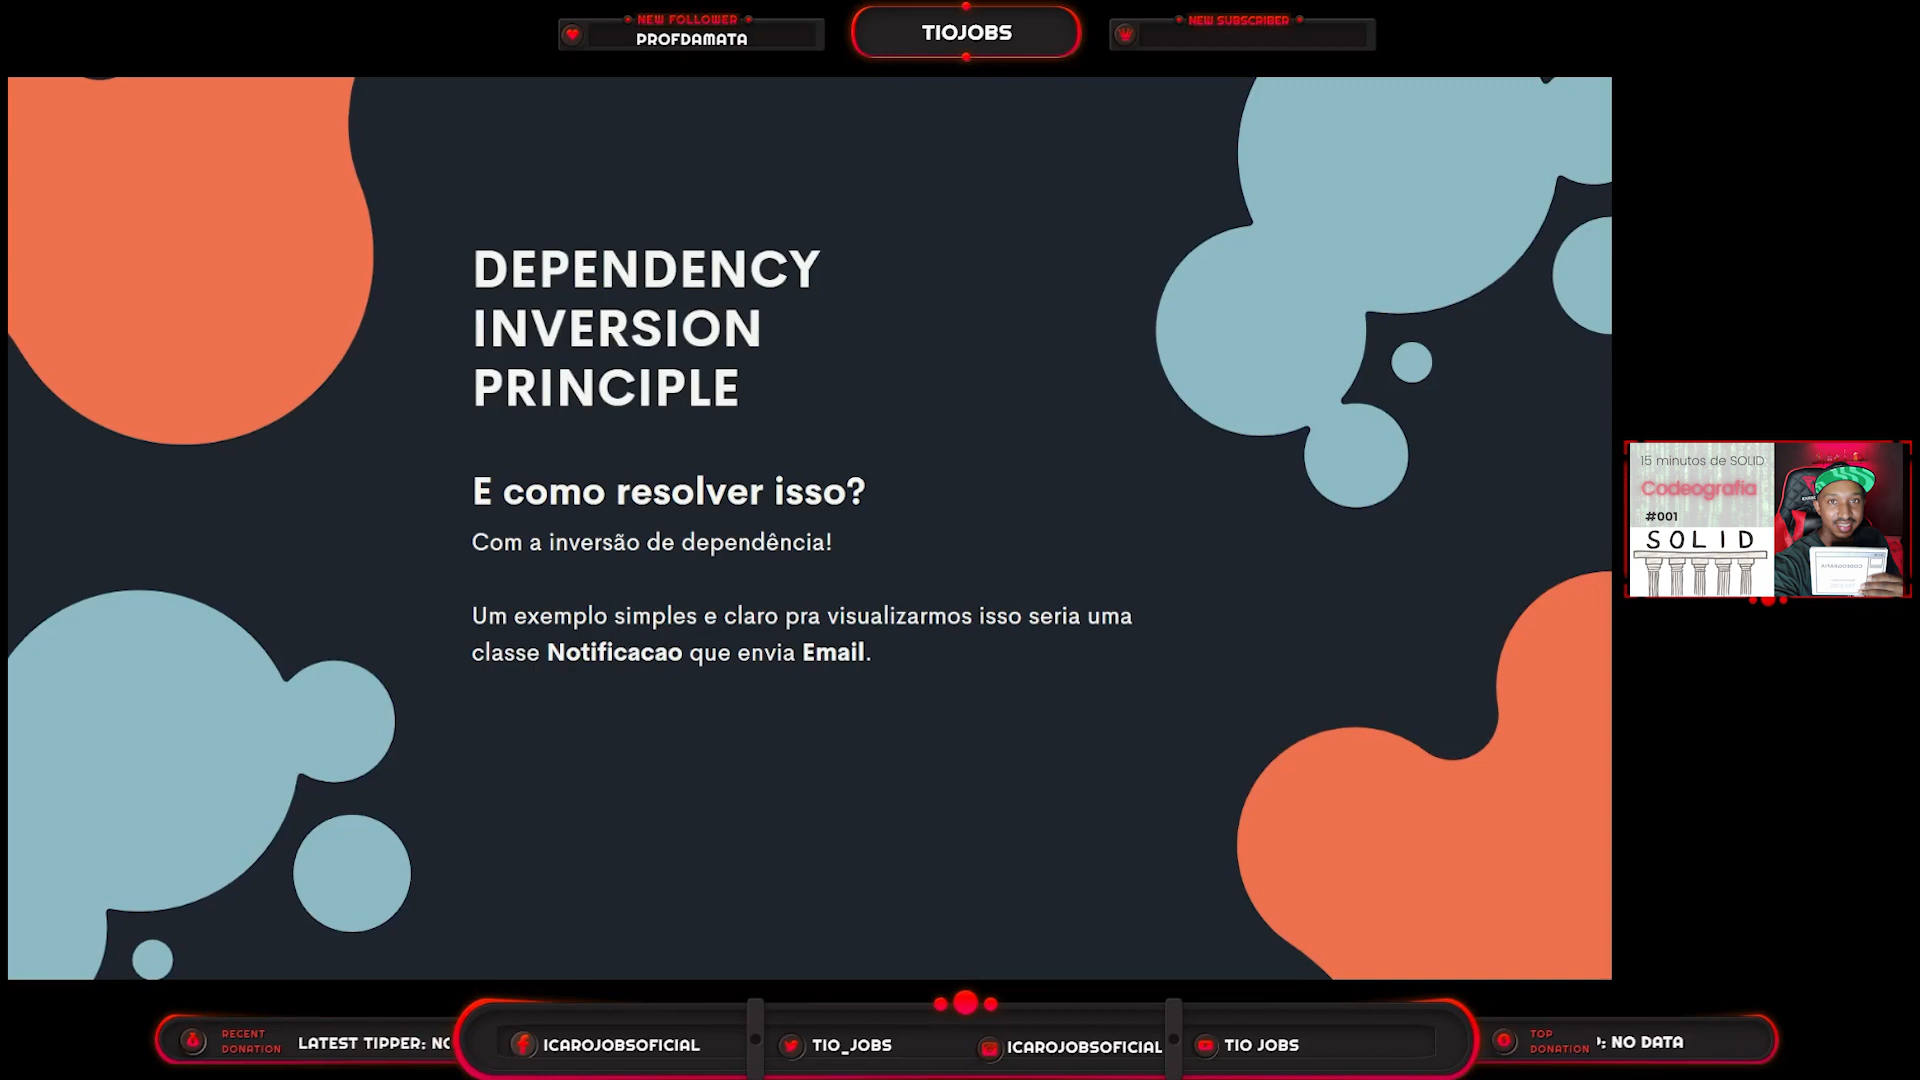 NEW FOLLOWER
PROFDAMATA
TIOJOBS
NEW SUBSCRIBER
DEPENDENCY
INVERSION
PRINCIPLE
E como resolver isso?
Com a inversão de dependência!
Um exemplo simples e claro pra visualizarmos isso seria uma
classe Notificacao que envia Email.
15 minutos de SOLID
Codeografia
#001
SOLID
RECENT
DONATION
LATEST TIPPER: NO
ICAROJOBSOFICIAL
TIO_JOBS
ICAROJOBSOFICIAL
TIO JOBS
TOP
DONATION
: NO DATA